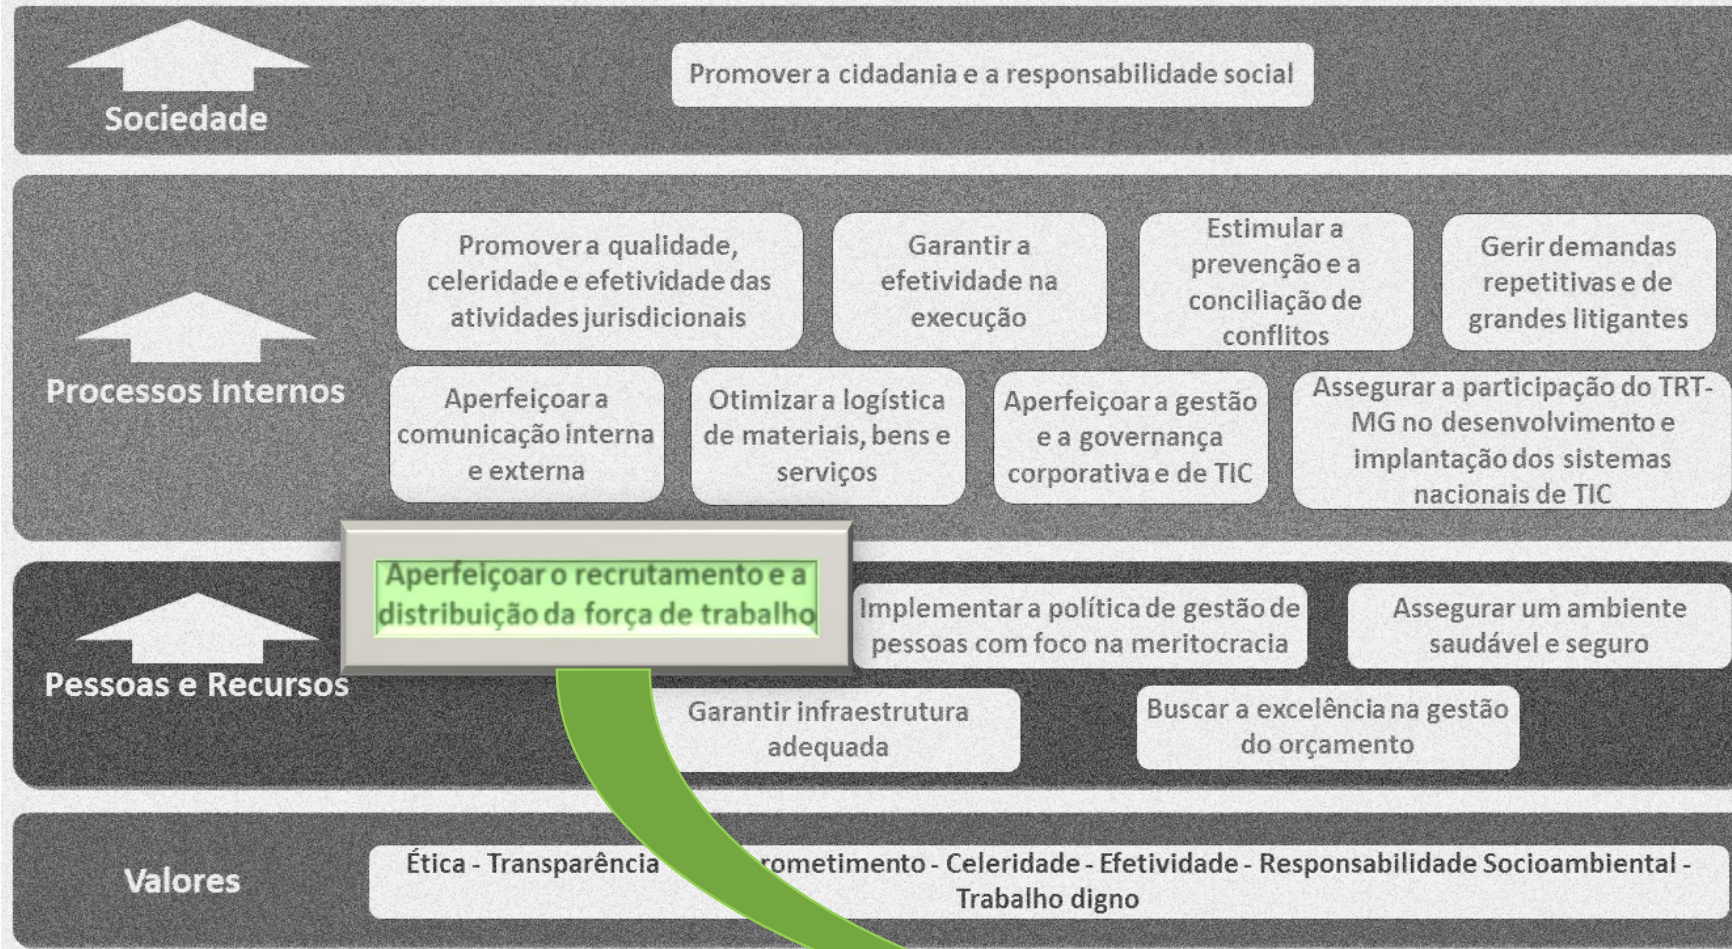 Promover a cidadania e a responsabilidade social
Sociedade
Promover a qualidade,
celeridade e efetividade das
atividades jurisdicionais
Garantir a
efetividade na
execução
Estimular a
prevenção e a
conciliação de
conflitos
Gerir demandas
repetitivas e de
grandes litigantes
Processos Internos
Aperfeiçoar a
comunicação interna
e externa
Otimizar a logística
de materiais, bens e
serviços
Aperfeiçoar a gestão
e a governança
corporativa e de TIC
Assegurar a participação do TRT-
MG no desenvolvimento e
implantação dos sistemas
nacionais de TIC
Aperfeiçoar o recrutamento e a
distribuição da força de trabalho
Implementar a política de gestão de
pessoas com foco na meritocracia
Assegurar um ambiente
saudável e seguro
Pessoas e Recursos
Garantir infraestrutura
adequada
Buscar a excelência na gestão
do orçamento
Valores
Ética - Transparência rometimento - Celeridade - Efetividade - Responsabilidade Socioambiental -
Trabalho digno